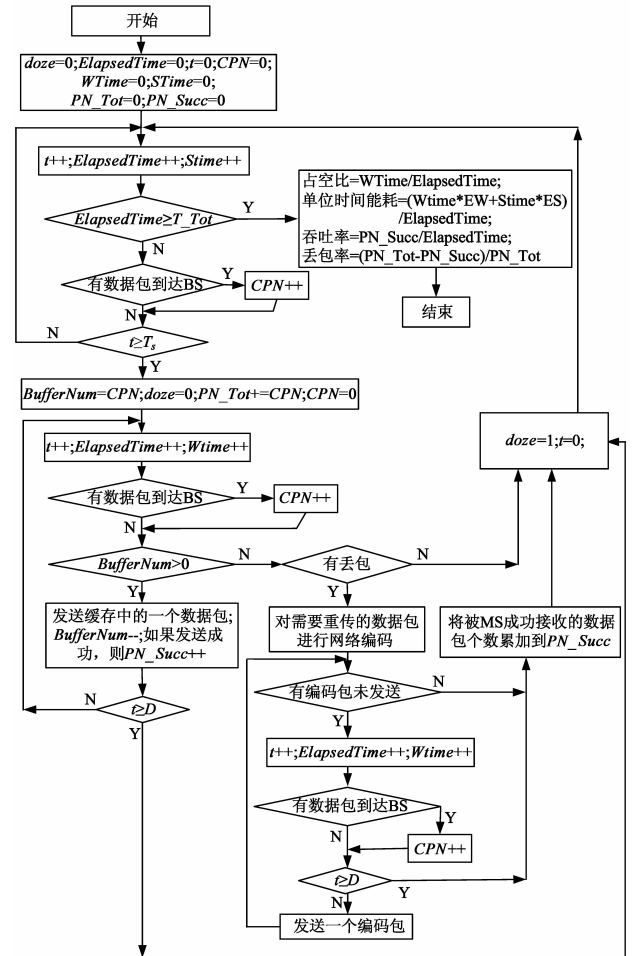 开始
doze=0;ElapsedTime=0;t=0;CPN=0;
WTime=0;STime=0;
PN_Tot=0;PN_Succ=0
t++;ElapsedTime++;Stime++
占空比=WTime/ElapsedTime;
单位时间能耗=(Wtime*EW+Stime*ES)
/ElapsedTime;
吞吐率=PN_Succ/ElapsedTime;
丢包率=(PN_Tot-PN_Succ)/PN_Tot
ElapsedTime≥T_Tot
Y
N
有数据包到达BS
Y
CPN++
N
结束
t≥Ts
N
Y
BufferNum=CPN;doze=0;PN_Tot+=CPN;CPN=0
t++;ElapsedTime++;Wtime++
doze=1;t=0;
有数据包到达BS
Y
CPN++
N
BufferNum>0
N
有丢包
N
Y
Y
发送缓存中的一个数据包;
BufferNum--;如果发送成
功，则PN_Succ++
对需要重传的数据包
进行网络编码
将被MS成功接收的数据
包个数累加到PN_Succ
有编码包未发送
N
t≥D
N
Y
Y
t++;ElapsedTime++;Wtime++
有数据包到达BS
Y
N
CPN++
t≥D
Y
N
发送一个编码包